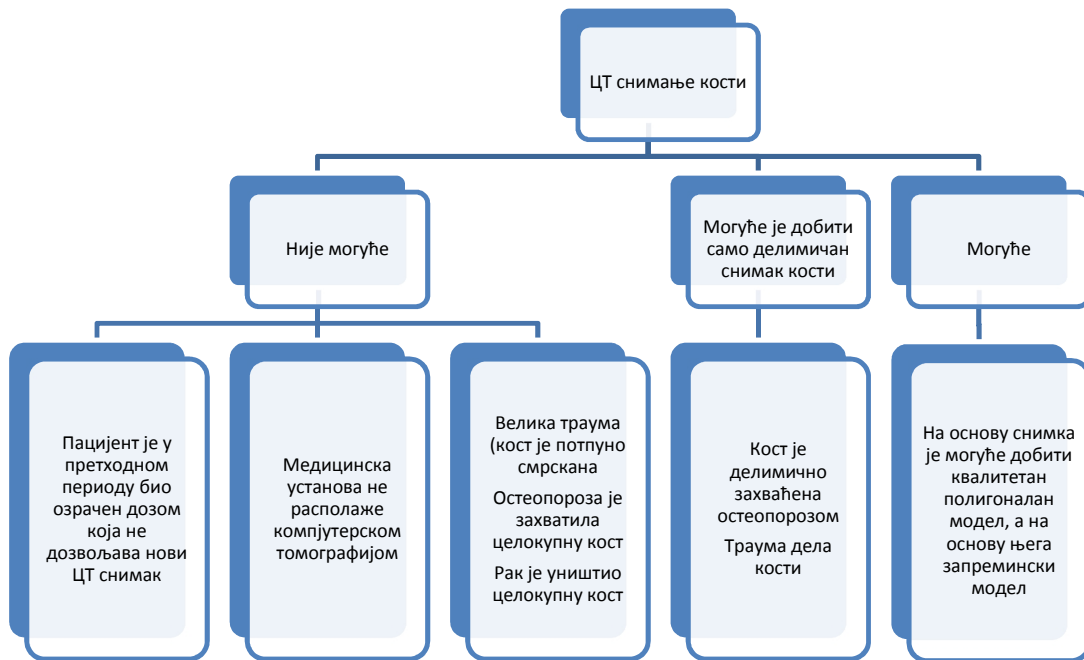 ЦТ снимање кости
Није могуће
Могуће је добити
само делимичан
снимак кости
Могуће
Пацијент је у
претходном
периоду био
озрачен дозом
која не
дозвољава нови
ЦТ снимак
Медицинска
установа не
располаже
компјутерском
томографијом
Велика траума
(кост је потпуно
смрскана
Остеопороза је
захватила
целокупну кост
Рак је уништио
целокупну кост
Кост је
делимично
захваћена
остеопорозом
Траума дела
кости
На основу снимка
је могуће добити
квалитетан
полигоналан
модел, а на
основу њега
запремински
модел